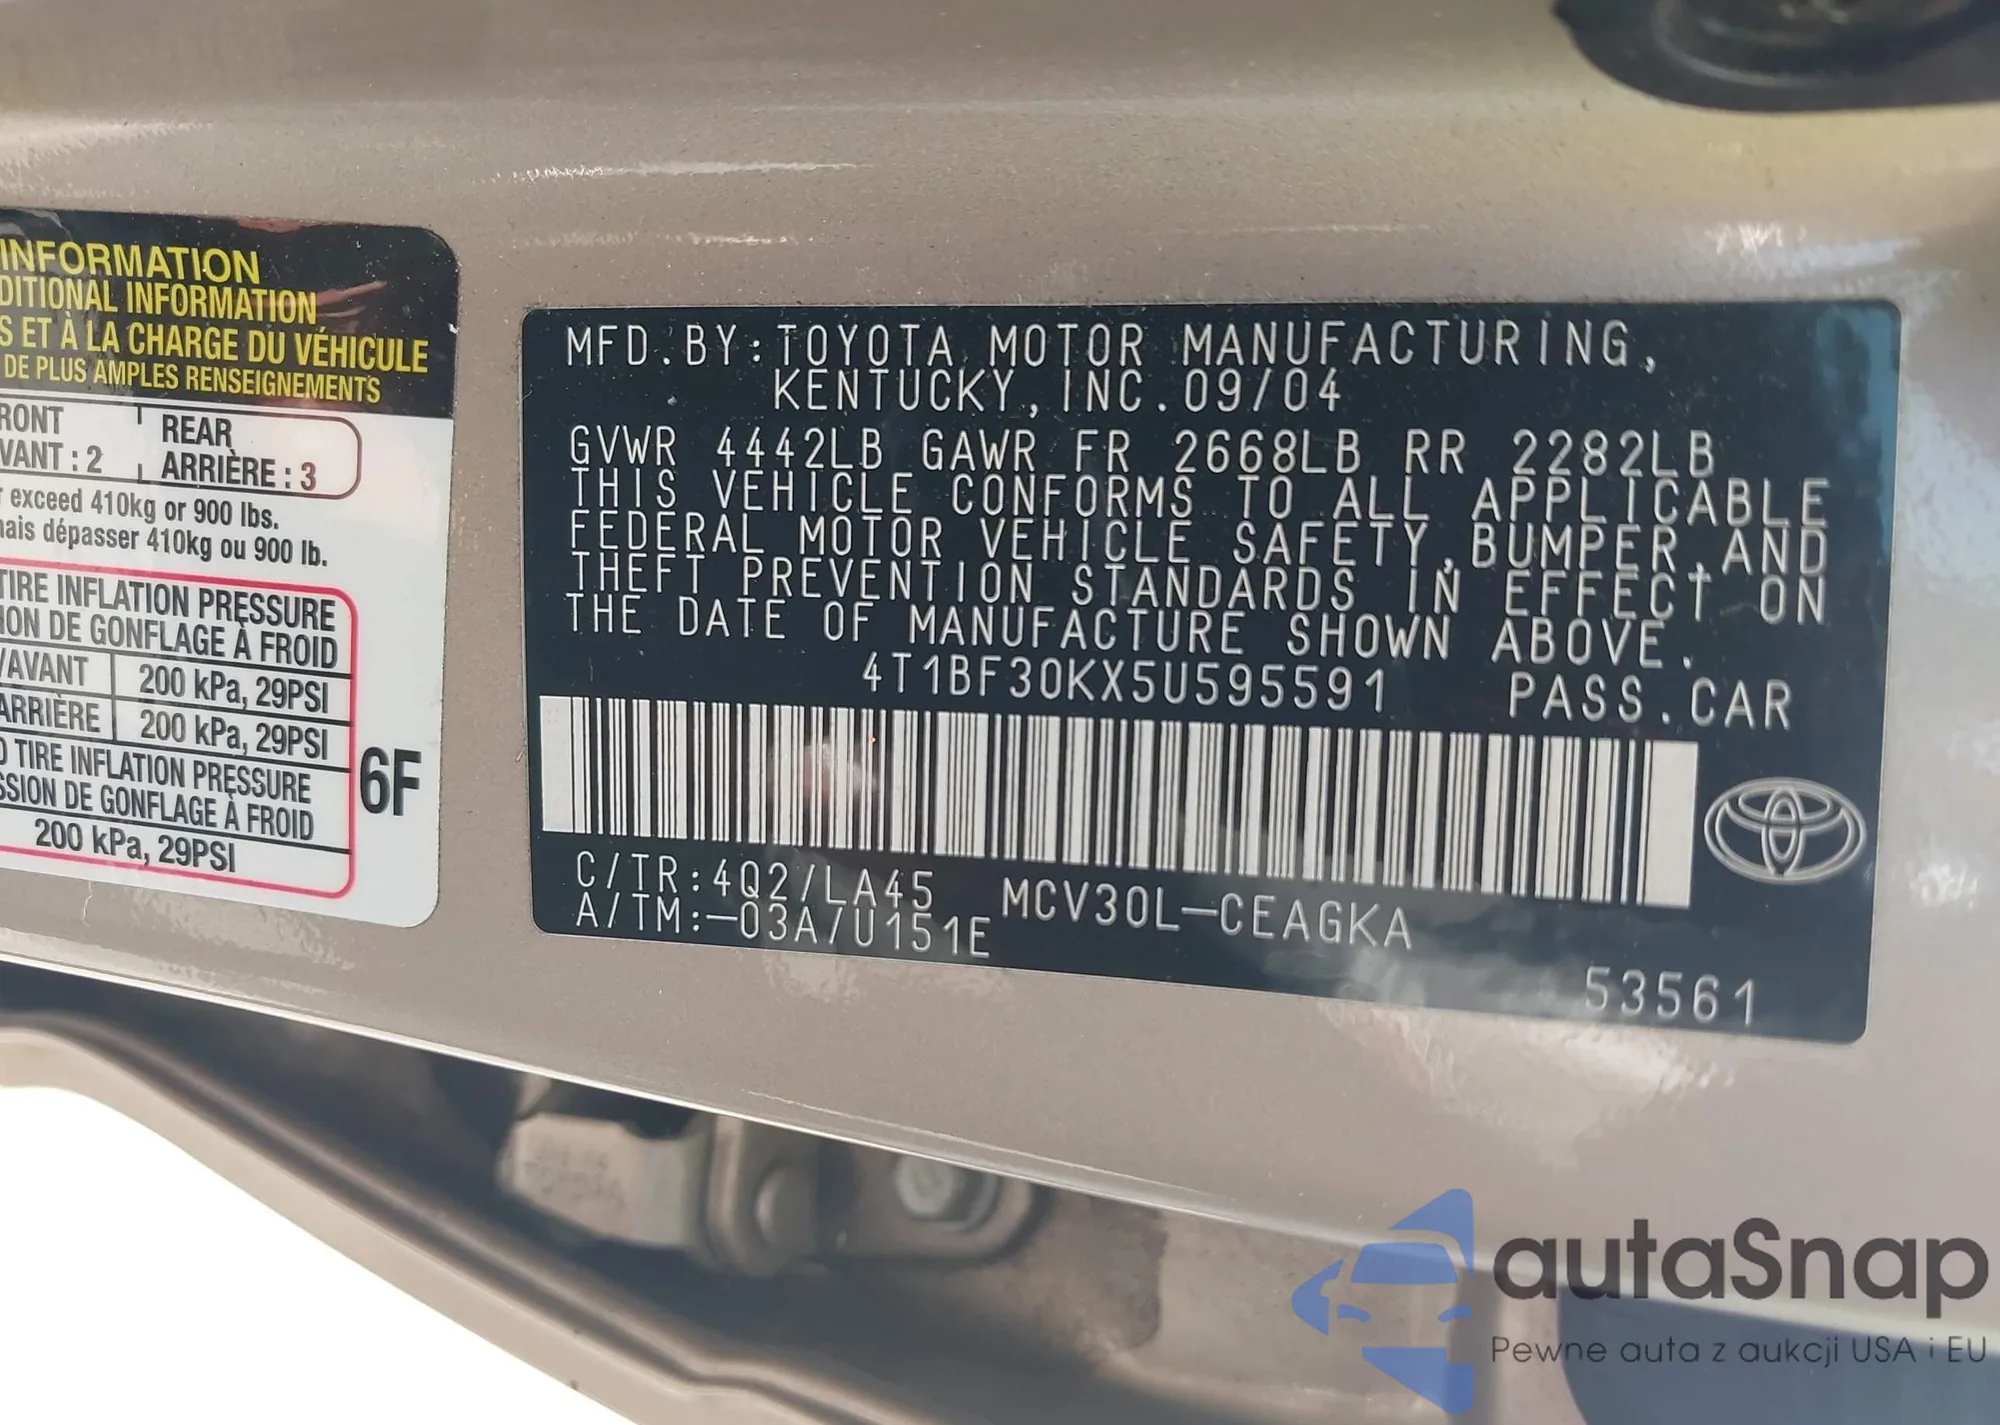 INFORMATION
DITIONAL INFORMATION
S ET À LA CHARGE DU VÉHICULE
DE PLUS AMPLES RENSEIGNEMENTS
RONT REAR
VANT : 2 ARRIÈRE : 3
r exceed 410kg or 900 lbs.
nais dépasser 410kg ou 900 lb.
TIRE INFLATION PRESSURE
ION DE GONFLAGE À FROID
/AVANT 200 kPa, 29PSI
ARRIÈRE 200 kPa, 29PSI
D TIRE INFLATION PRESSURE
SSION DE GONFLAGE À FROID
200 kPa, 29PSI
6F
MFD.BY:TOYOTA MOTOR MANUFACTURING,
KENTUCKY,INC.09/04
GVWR 4442LB GAWR FR 2668LB RR 2282LB
THIS VEHICLE CONFORMS TO ALL APPLICABLE
FEDERAL MOTOR VEHICLE SAFETY,BUMPER,AND
THEFT PREVENTION STANDARDS IN EFFECT ON
THE DATE OF MANUFACTURE SHOWN ABOVE.
4T1BF30KX5U595591 PASS.CAR
C/TR:4Q2/LA45 MCV30L-CEAGKA
A/TM:-03A/U151E
53561
autaSnap
Pewne auta z aukcji USA i EU